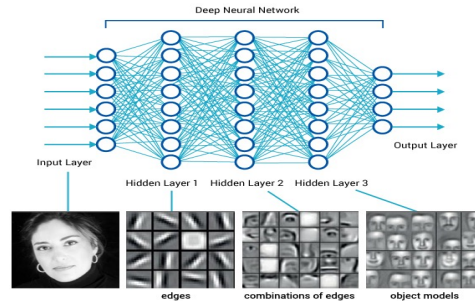 Deep Neural Network
Input Layer
Output Layer
Hidden Layer 1 Hidden Layer 2 Hidden Layer 3
edges combinations of edges object models